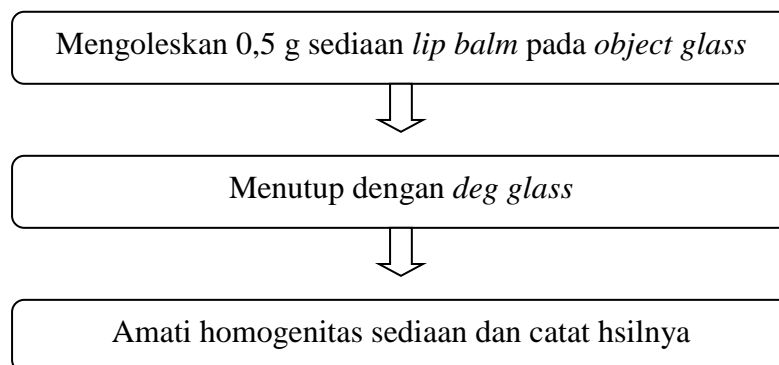 Mengoleskan 0,5 g sediaan lip balm pada object glass
Menutup dengan deg glass
Amati homogenitas sediaan dan catat hsilnya